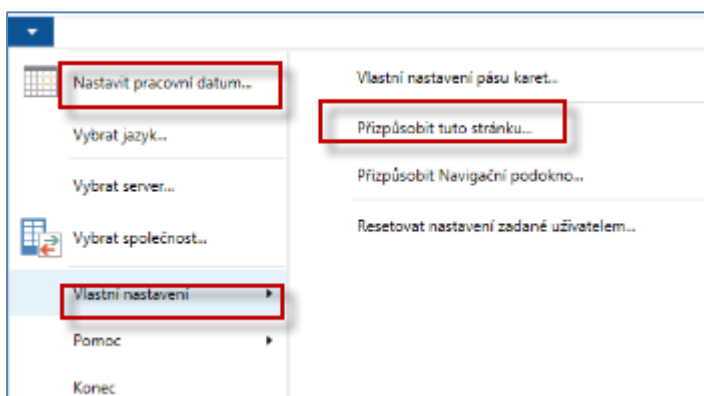 Nastavit pracovní datum...
Vybrat jazyk...
Vybrat server...
Vybrat společnost...
Vlastní nastavení
Pomoc
Konec
Vlastní nastavení pásu karet...
Přizpůsobit tuto stránku...
Přizpůsobit Navigační podokno...
Resetovat nastavení zadané uživatelem...